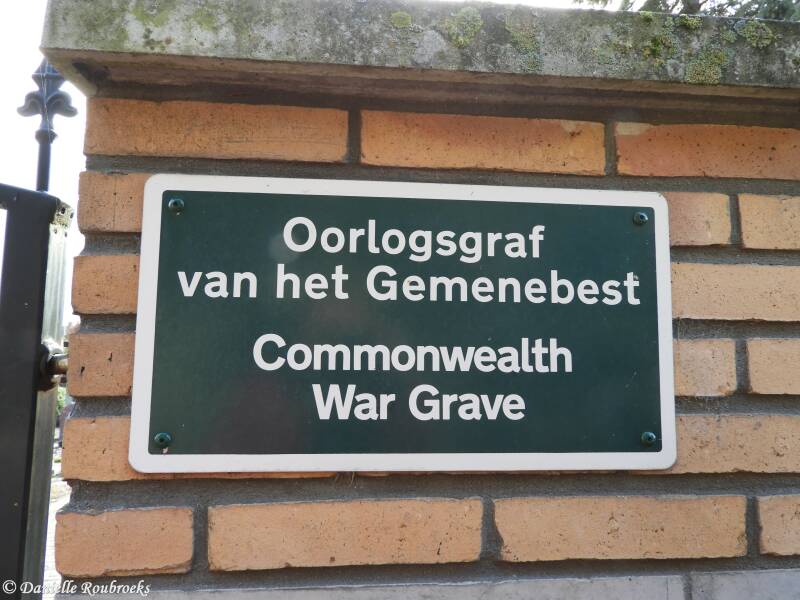 Oorlogsgraf
van het Gemenebest
Commonwealth
War Grave
© Danielle Roubroeks